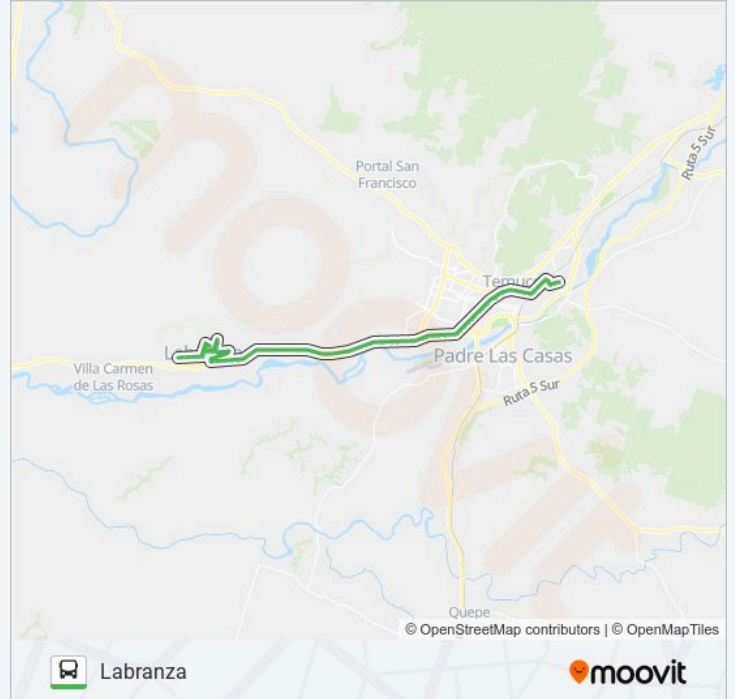 Portal San
Francisco
Ruta 5 Sur
Villa Carmen
de Las Rosas
Padre Las Casas
Ruta 5 Sur
Quepe
© OpenStreetMap contributors | © OpenMapTiles
Labranza
moovit